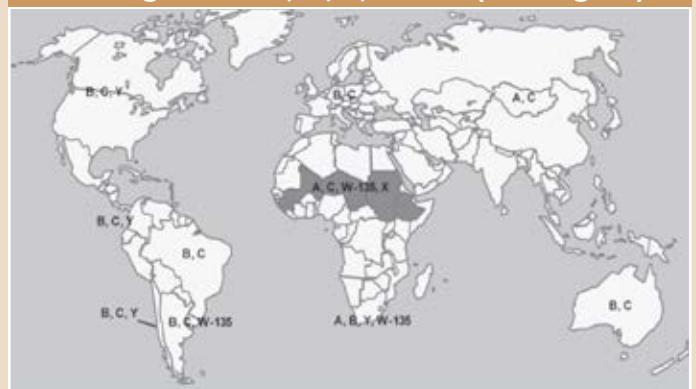 B, C, Y
B, C
A, C
A, C, W-135, X
B, C, Y
B, C
B, C, Y
B, C, W-135
A, B, Y, W-135
B, C